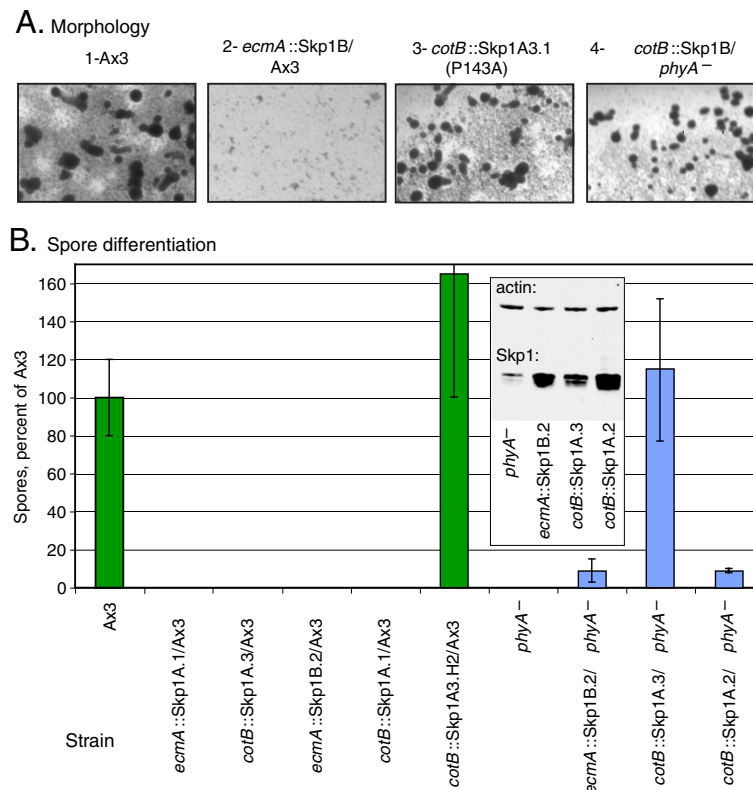 A. Morphology
1-Ax3
2- ecmA::Skp1B/
Ax3
3- cotB::Skp1A3.1
(P143A)
4- cotB::Skp1B/
phyA–
B. Spore differentiation
Spores, percent of Ax3
160
140
120
100
80
60
40
20
0
actin:
Skp1:
phyA–
ecmA::Skp1B.2
cotB::Skp1A.3
cotB::Skp1A.2
Strain
Ax3
ecmA::Skp1A.1/Ax3
cotB::Skp1A.3/Ax3
ecmA::Skp1B.2/Ax3
cotB::Skp1A.1/Ax3
cotB::Skp1A3.H2/Ax3
phyA–
ecmA::Skp1B.2/ phyA–
cotB::Skp1A.3/ phyA–
cotB::Skp1A.2/ phyA–